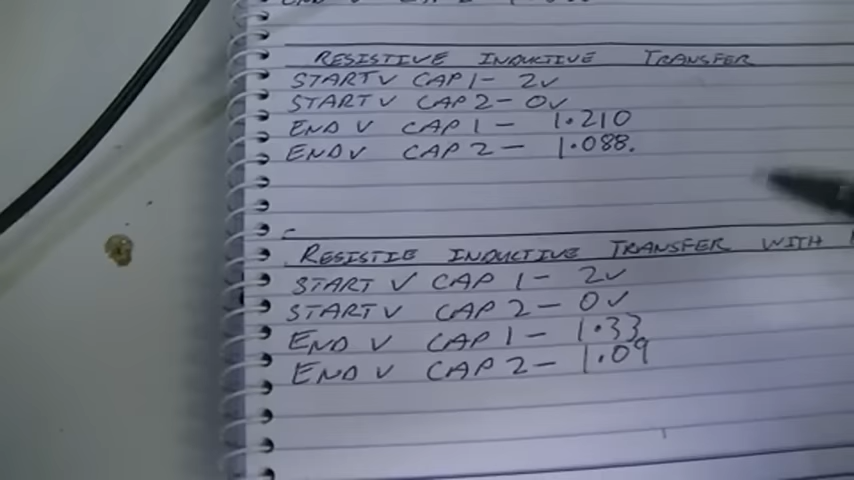 RESISTIVE INDUCTIVE TRANSFER
START V CAP 1 - 2V
START V CAP 2 - 0V
END V CAP 1 - 1.210
END V CAP 2 - 1.088.
RESISTIE INDUCTIVE TRANSFER WITH
START V CAP 1 - 2V
START V CAP 2 - 0V
END V CAP 1 - 1.33
END V CAP 2 - 1.09